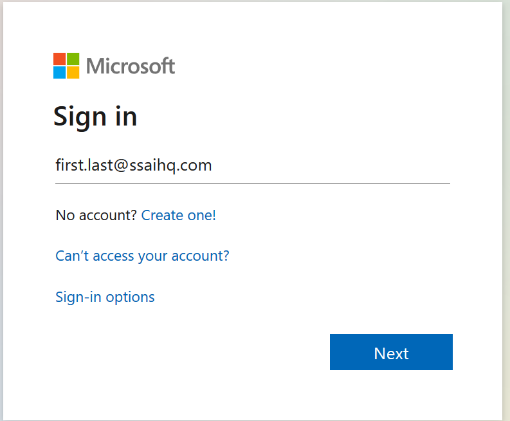 Microsoft
Sign in
first.last@ssaihq.com
No account? Create one!
Can't access your account?
Sign-in options
Next